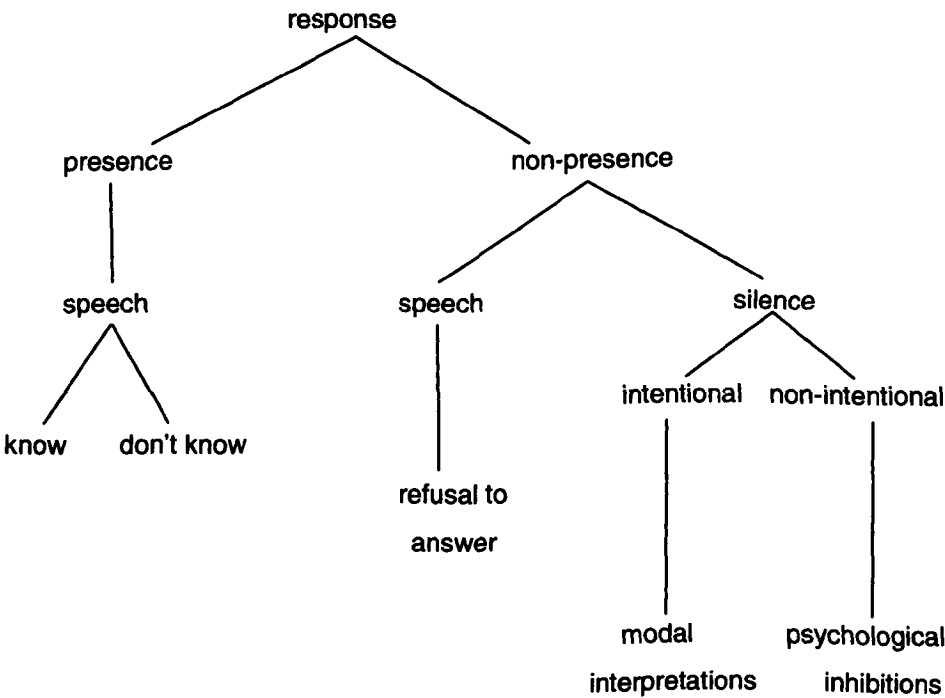 response
presence
non-presence
speech
speech
silence
intentional
non-intentional
know
don't know
refusal to
answer
modal
interpretations
psychological
inhibitions